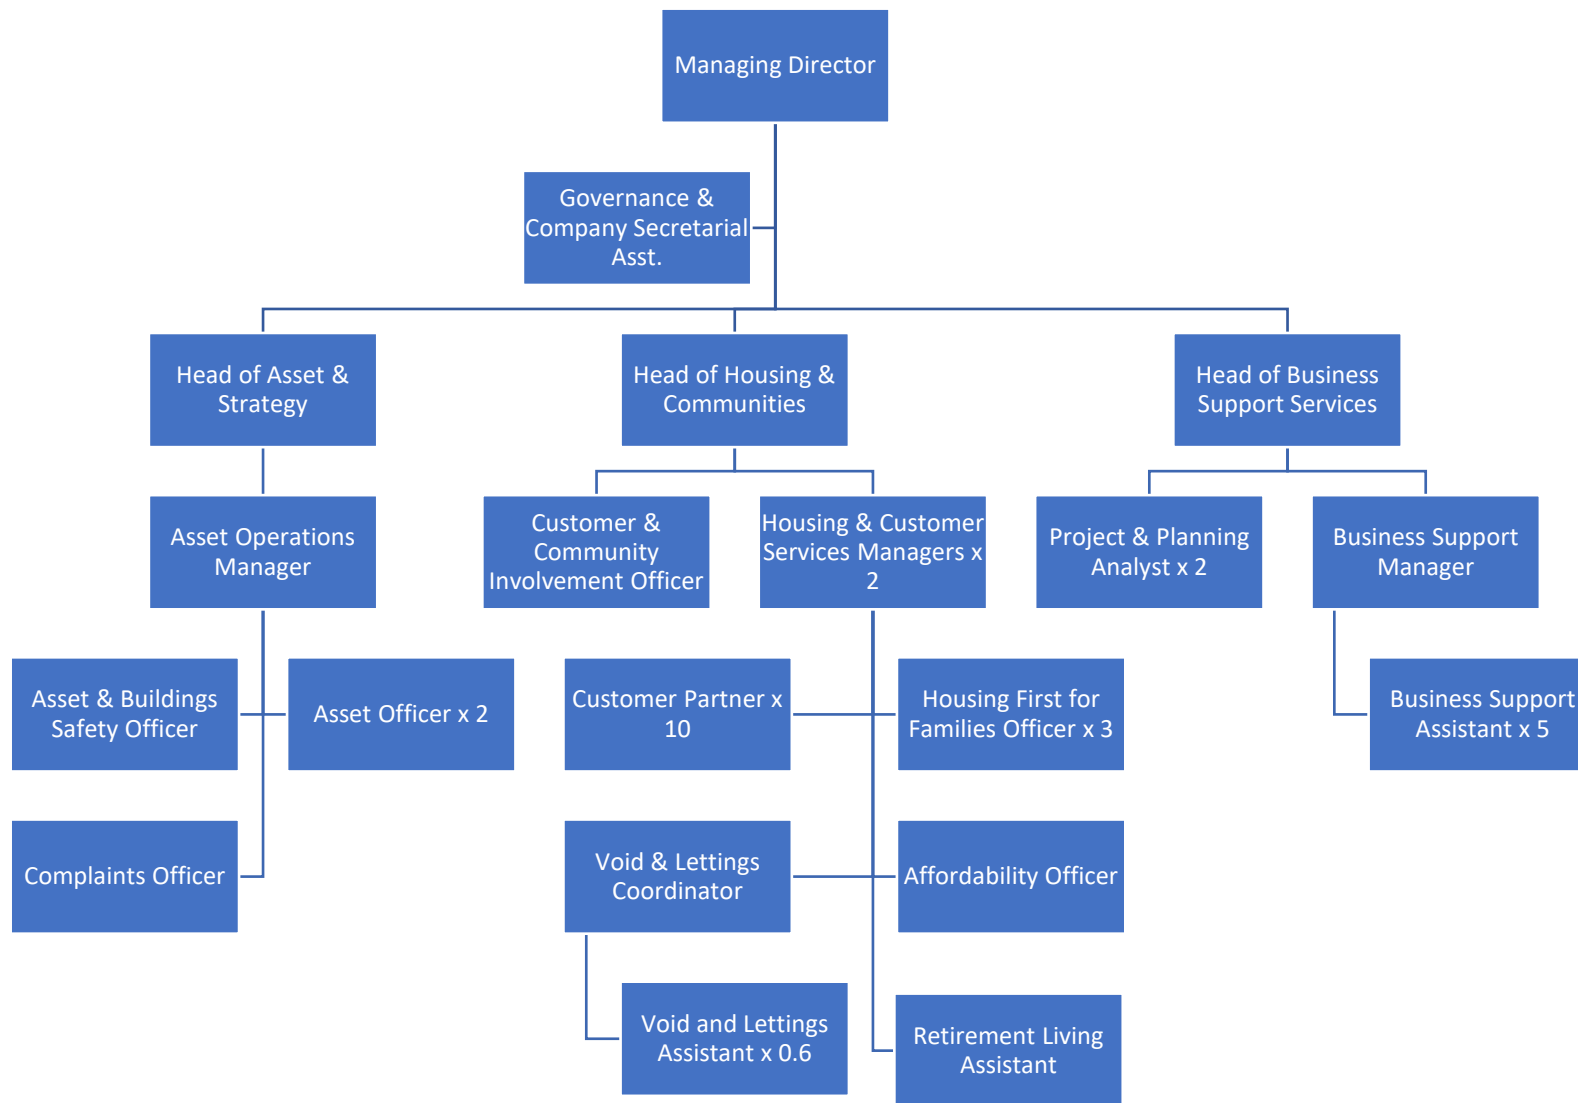 Managing Director
Governance &
Company Secretarial
Asst.
Head of Asset &
Strategy
Head of Housing &
Communities
Head of Business
Support Services
Asset Operations
Manager
Customer &
Community
Involvement Officer
Housing & Customer
Services Managers x
2
Project & Planning
Analyst x 2
Business Support
Manager
Asset & Buildings
Safety Officer
Asset Officer x 2
Customer Partner x
10
Housing First for
Families Officer x 3
Business Support
Assistant x 5
Complaints Officer
Void & Lettings
Coordinator
Affordability Officer
Void and Lettings
Assistant x 0.6
Retirement Living
Assistant